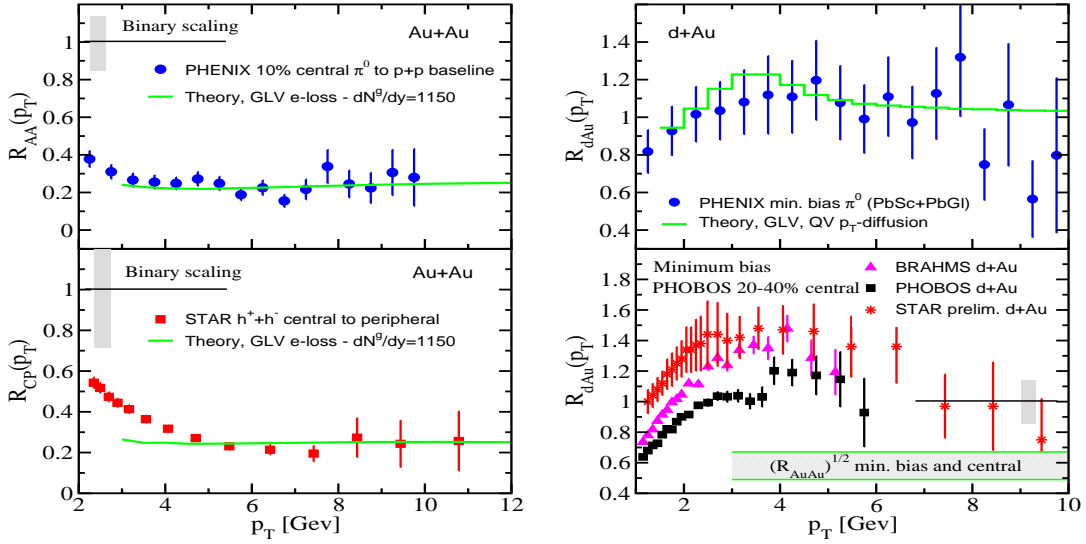 Binary scaling
Au+Au
PHENIX 10% central π⁰ to p+p baseline
Theory, GLV e-loss - dNᵍ/dy=1150
R_AA(p_T)
1
0.8
0.6
0.4
0.2
0
Binary scaling
Au+Au
STAR h⁺+h⁻ central to peripheral
Theory, GLV e-loss - dNᵍ/dy=1150
R_CP(p_T)
1
0.8
0.6
0.4
0.2
0
2 4 6 8 10 12
p_T [Gev]
d+Au
PHENIX min. bias π⁰ (PbSc+PbGl)
Theory, GLV, QV p_T-diffusion
R_dAu(p_T)
1.6
1.4
1.2
1
0.8
0.6
0.4
Minimum bias
PHOBOS 20-40% central
BRAHMS d+Au
PHOBOS d+Au
STAR prelim. d+Au
(R_AuAu)^1/2 min. bias and central
R_dAu(p_T)
1.8
1.6
1.4
1.2
1
0.8
0.6
0.4
2 4 6 8 10
p_T [Gev]